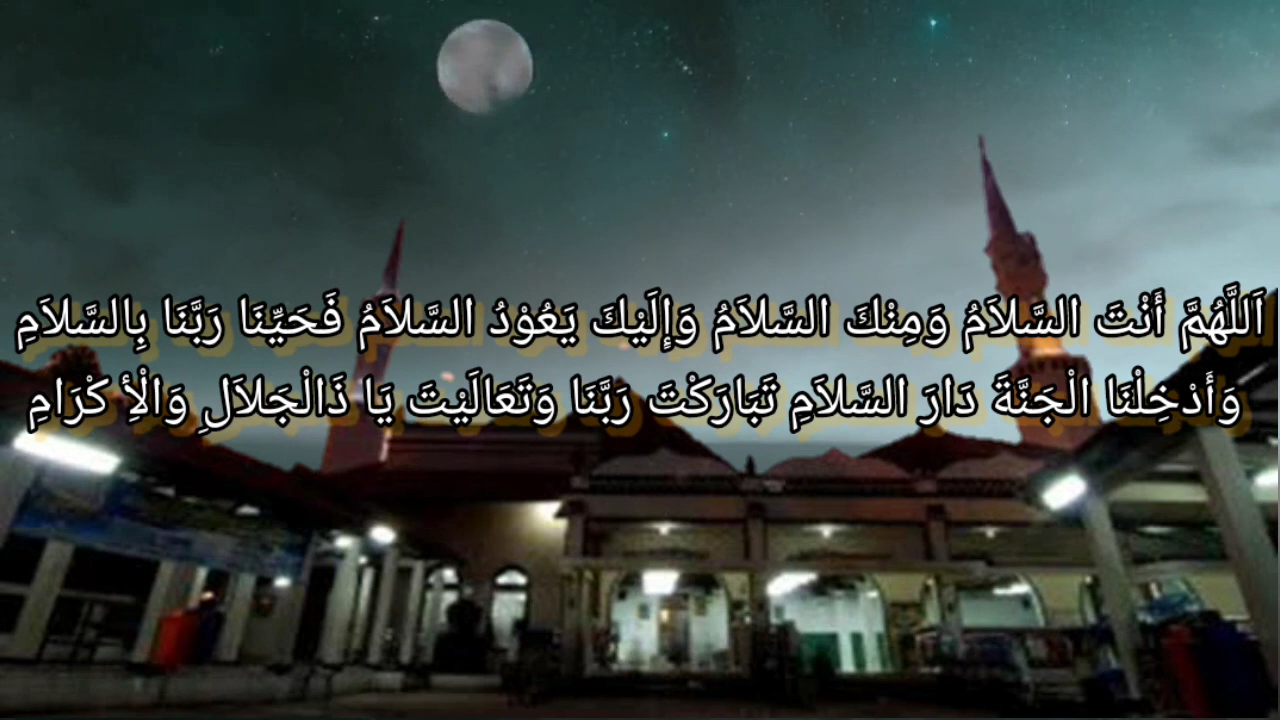 اَللَّهُمَّ أَنْتَ السَّلاَمُ وَمِنْكَ السَّلاَمُ وَإِلَيْكَ يَعُوْدُ السَّلاَمُ فَحَيِّنَا رَبَّنَا بِالسَّلاَمِ
وَأَدْخِلْنَا الْجَنَّةَ دَارَ السَّلاَمِ تَبَارَكْتَ رَبَّنَا وَتَعَالَيْتَ يَا ذَالْجَلاَلِ وَالْأِ كْرَامِ